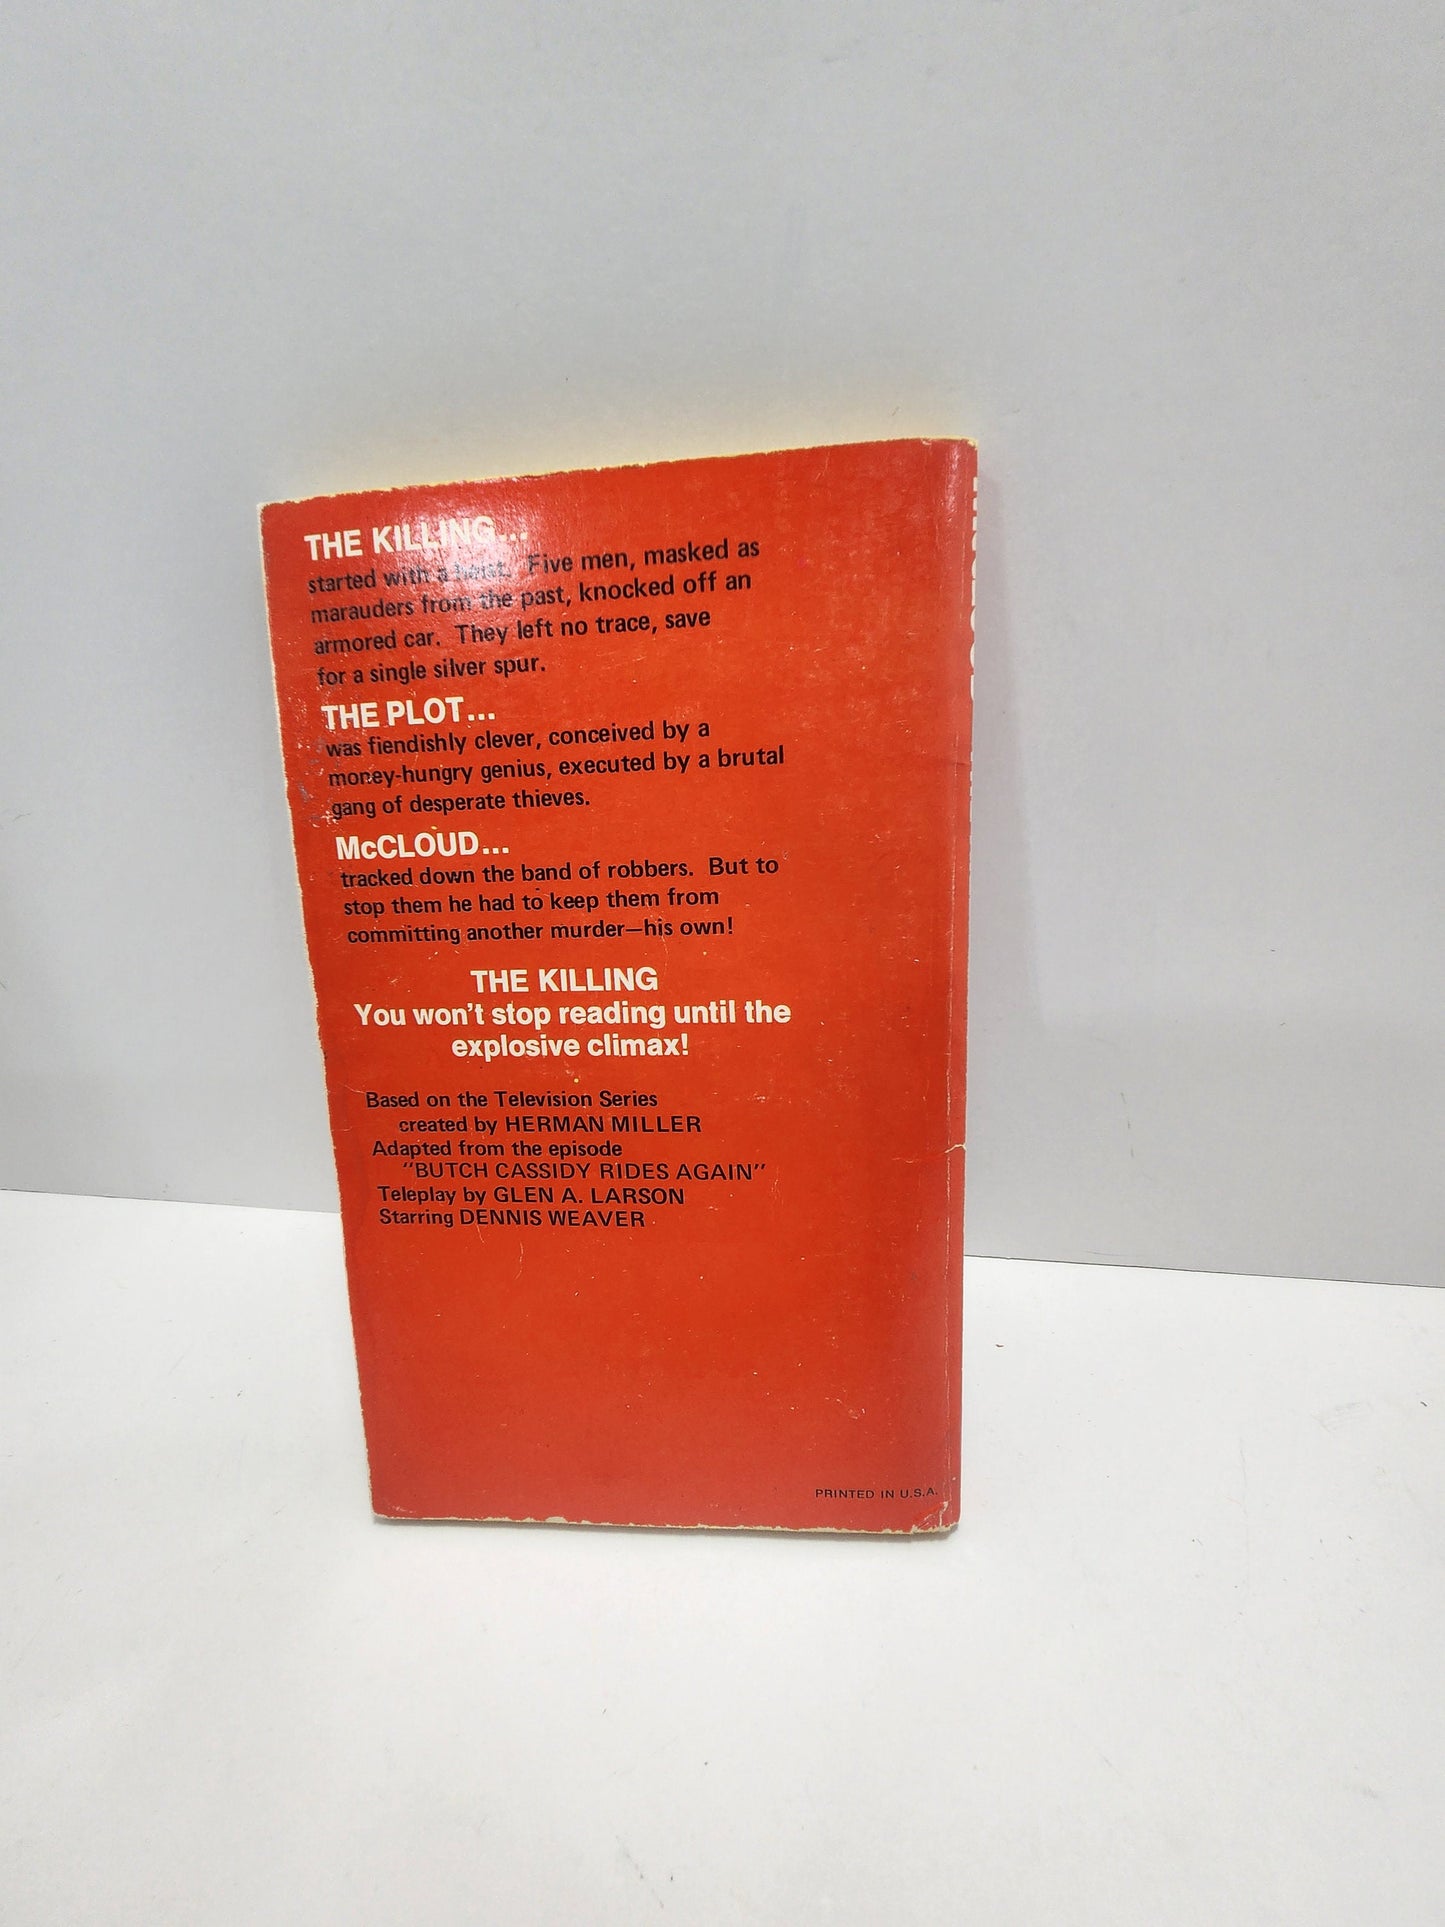 THE KILLING...
started with a heist. Five men, masked as
marauders from the past, knocked off an
armored car. They left no trace, save
for a single silver spur.
THE PLOT...
was fiendishly clever, conceived by a
money-hungry genius, executed by a brutal
gang of desperate thieves.
McCLOUD...
tracked down the band of robbers. But to
stop them he had to keep them from
committing another murder—his own!
THE KILLING
You won't stop reading until the
explosive climax!
Based on the Television Series
created by HERMAN MILLER
Adapted from the episode
"BUTCH CASSIDY RIDES AGAIN"
Teleplay by GLEN A. LARSON
Starring DENNIS WEAVER
PRINTED IN U.S.A.